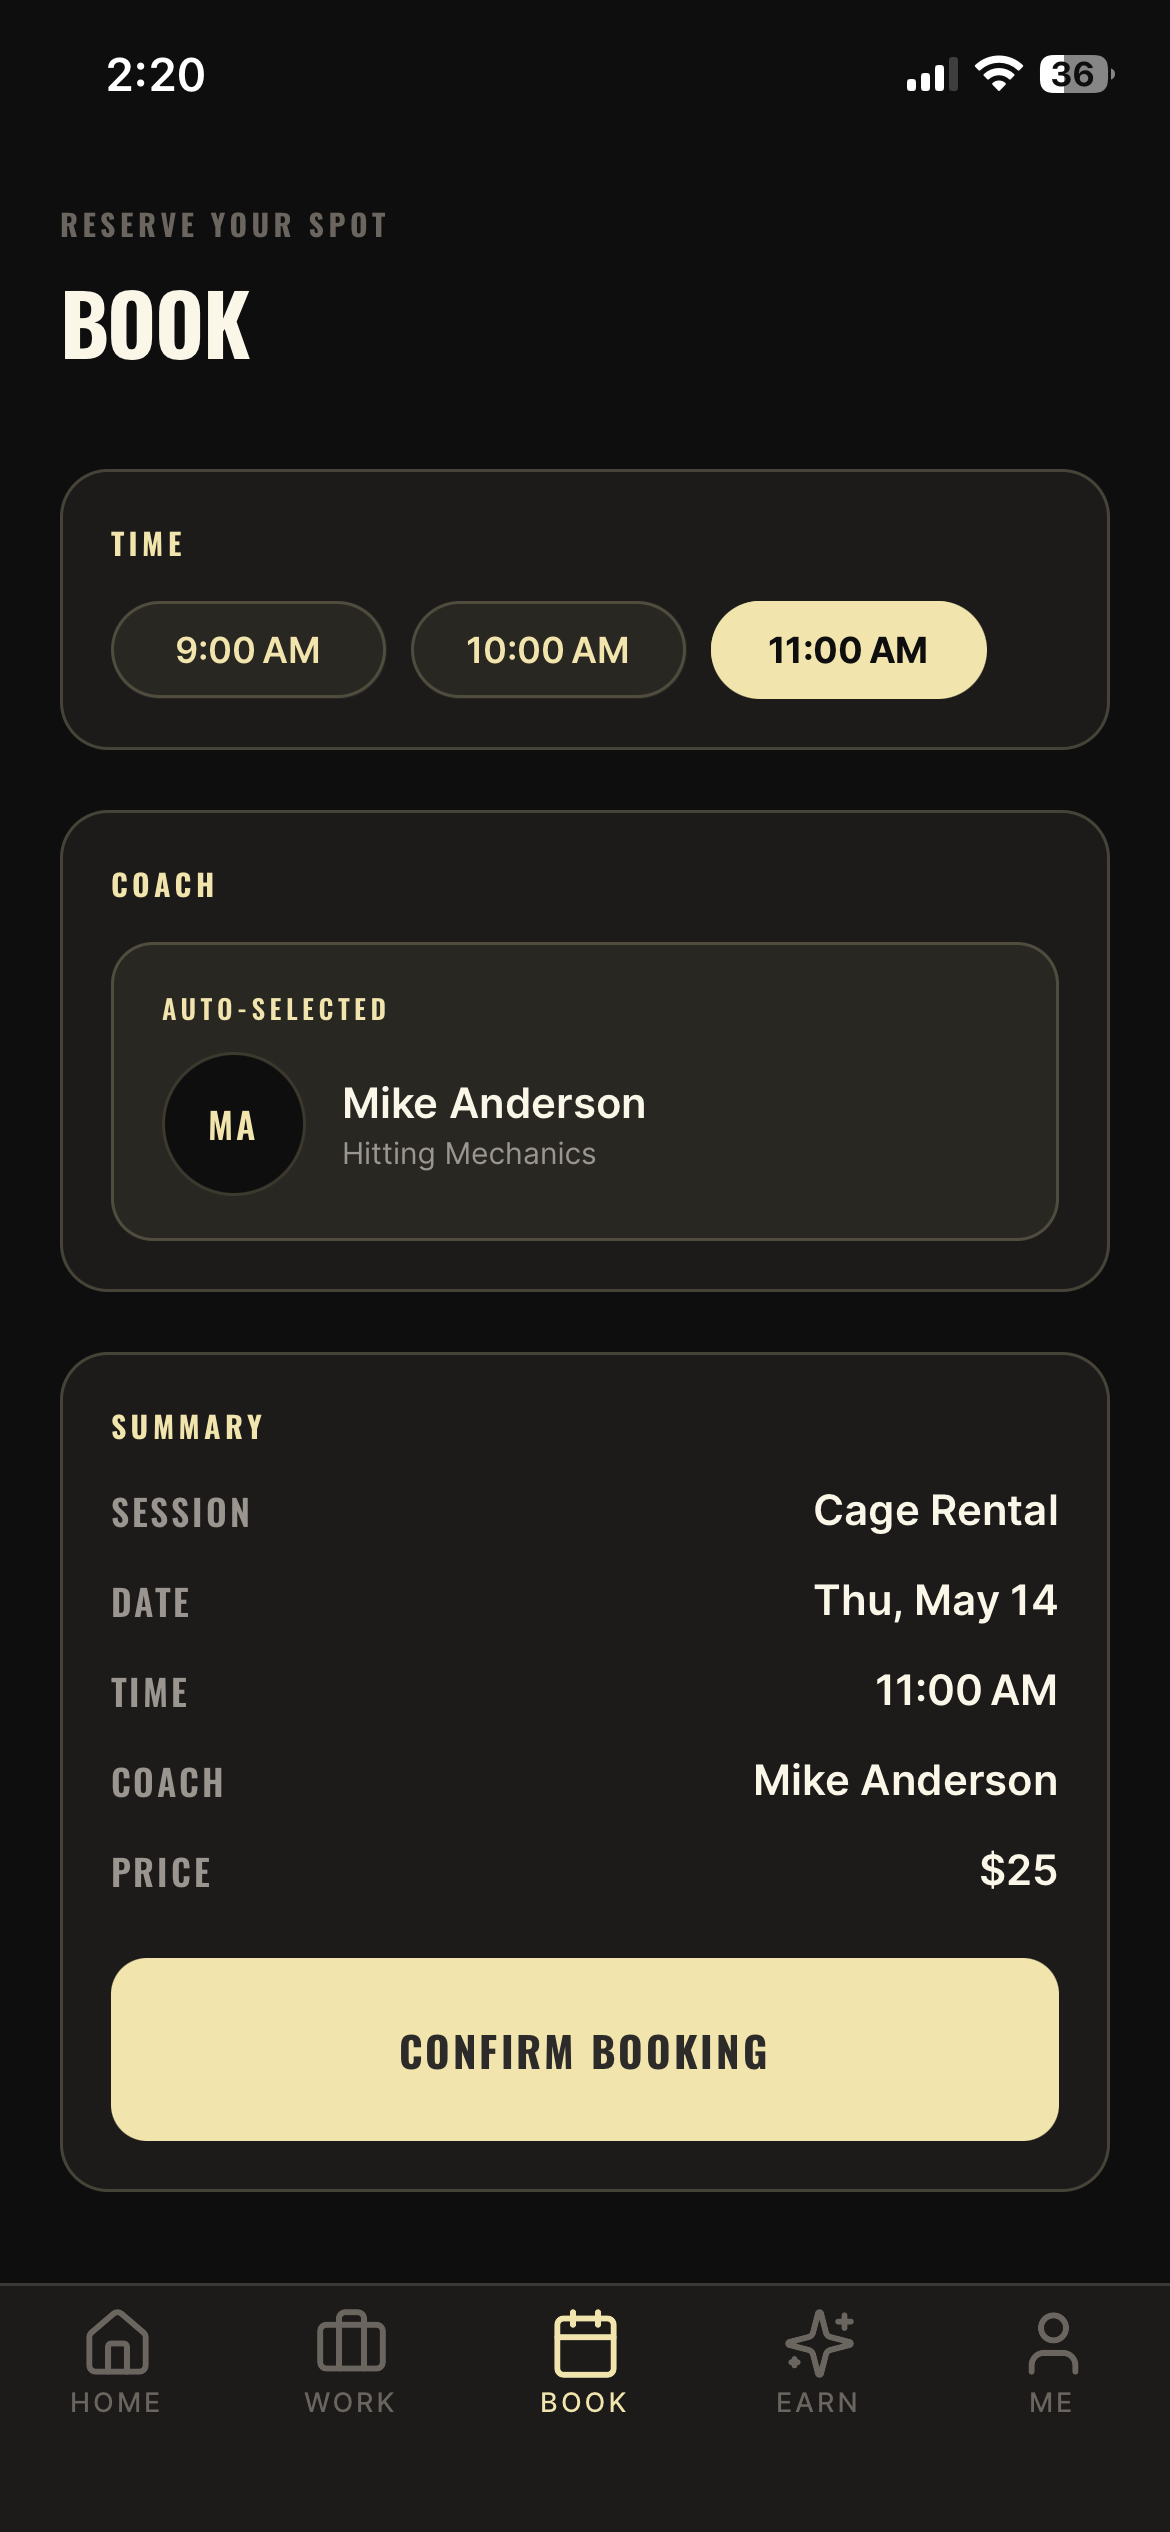 2:20
36
RESERVE YOUR SPOT
BOOK
TIME
9:00 AM 10:00 AM 11:00 AM
COACH
AUTO-SELECTED
MA
Mike Anderson
Hitting Mechanics
SUMMARY
SESSION Cage Rental
DATE Thu, May 14
TIME 11:00 AM
COACH Mike Anderson
PRICE $25
CONFIRM BOOKING
HOME WORK BOOK EARN ME